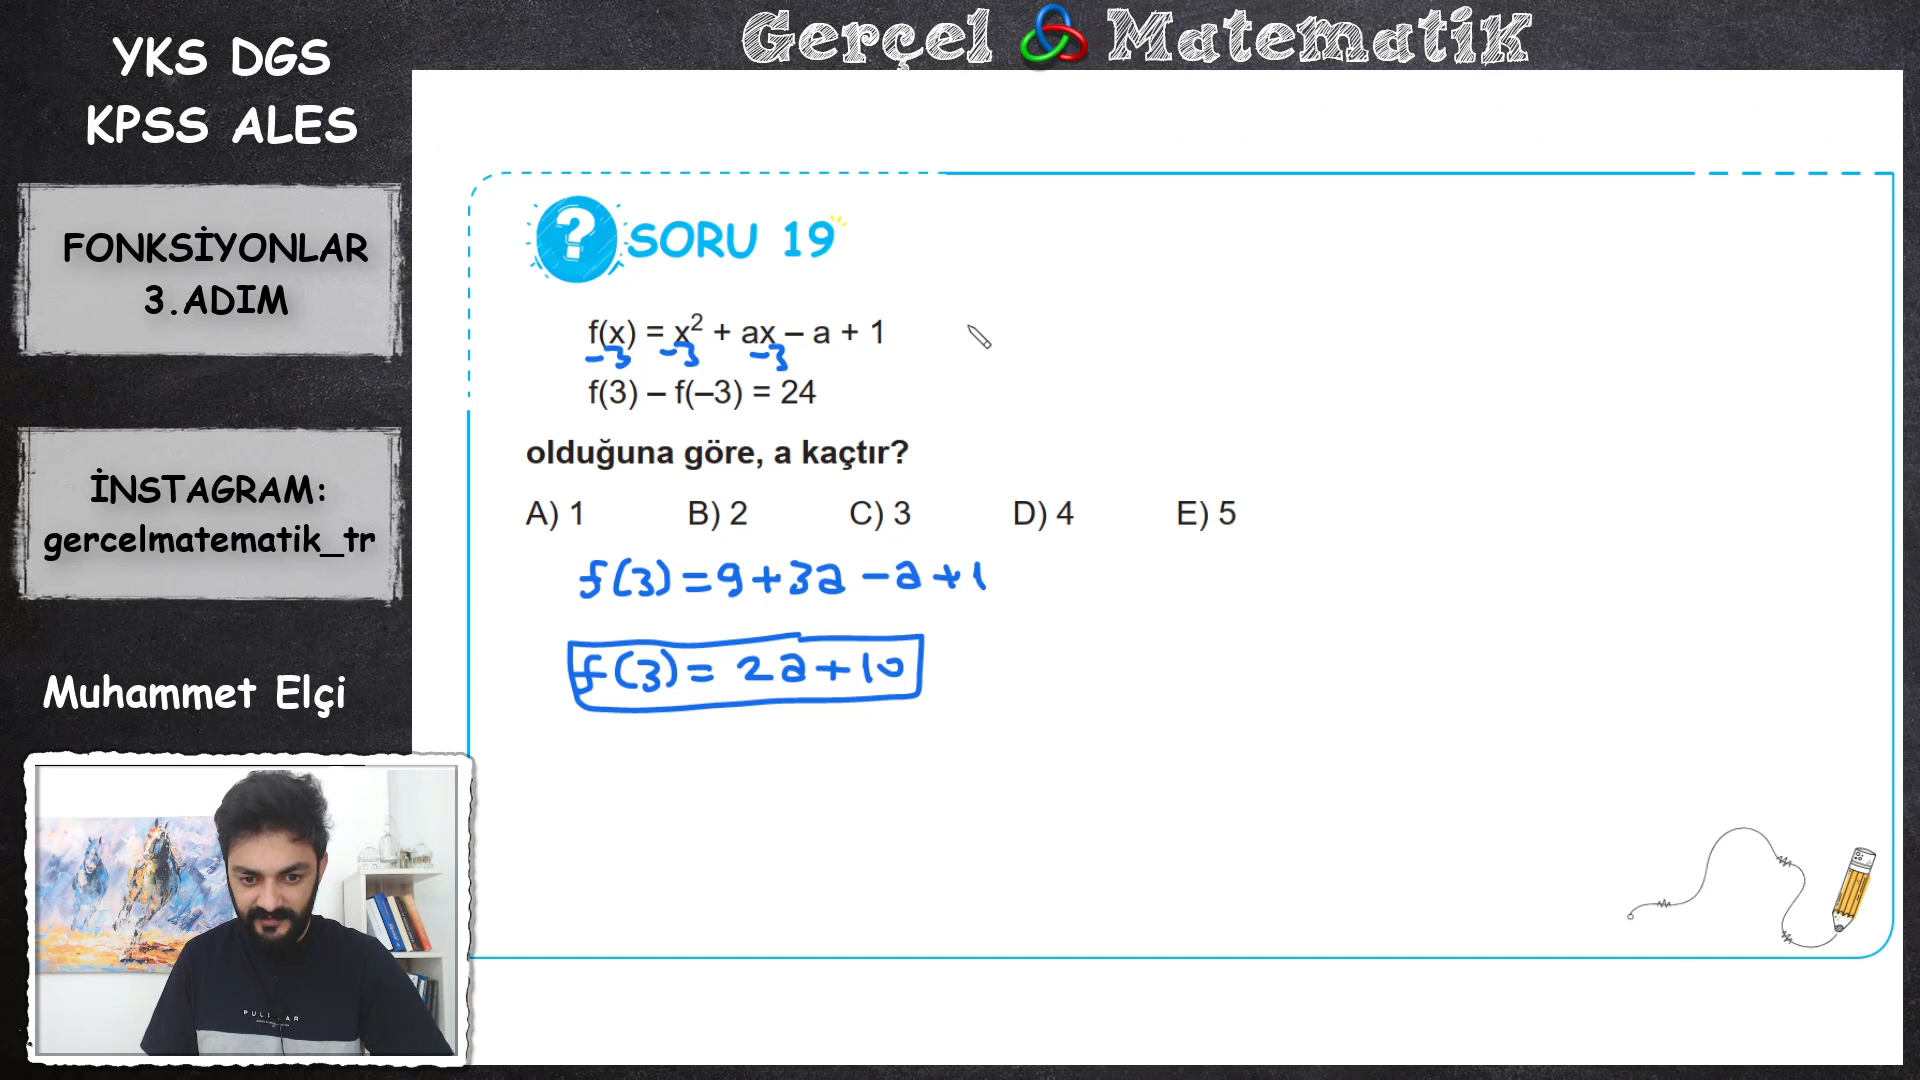 Gerçel Matematik
YKS DGS
KPSS ALES
FONKSİYONLAR
3.ADIM
İNSTAGRAM:
gercelmatematik_tr
Muhammet Elçi
? SORU 19
f(x) = x² + ax – a + 1
–3 –3 –3
f(3) – f(–3) = 24
olduğuna göre, a kaçtır?
A) 1 B) 2 C) 3 D) 4 E) 5
f(3) = 9 + 3a – a + 1
f(3) = 2a + 10